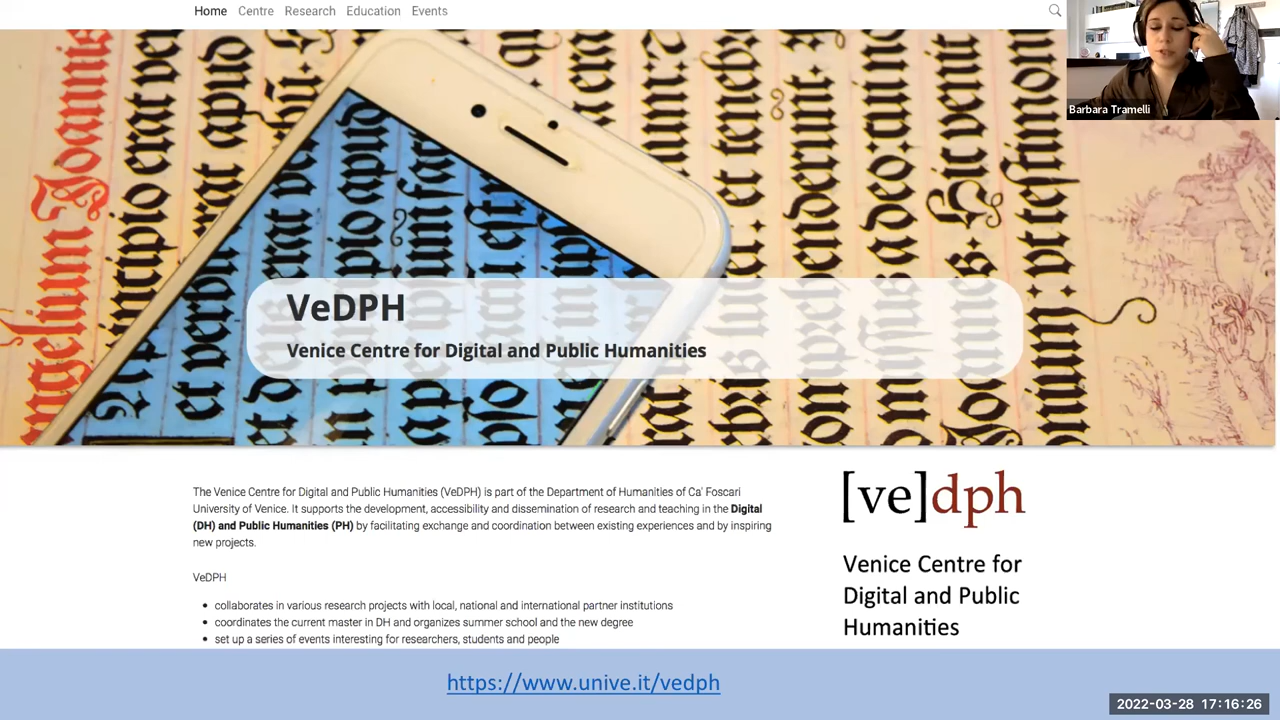 Home Centre Research Education Events
Barbara Tramelli
VeDPH
Venice Centre for Digital and Public Humanities
The Venice Centre for Digital and Public Humanities (VeDPH) is part of the Department of Humanities of Ca' Foscari
University of Venice. It supports the development, accessibility and dissemination of research and teaching in the Digital
(DH) and Public Humanities (PH) by facilitating exchange and coordination between existing experiences and by inspiring
new projects.
VeDPH
• collaborates in various research projects with local, national and international partner institutions
• coordinates the current master in DH and organizes summer school and the new degree
• set up a series of events interesting for researchers, students and people
[ve]dph
Venice Centre for
Digital and Public
Humanities
https://www.unive.it/vedph
2022-03-28 17:16:26